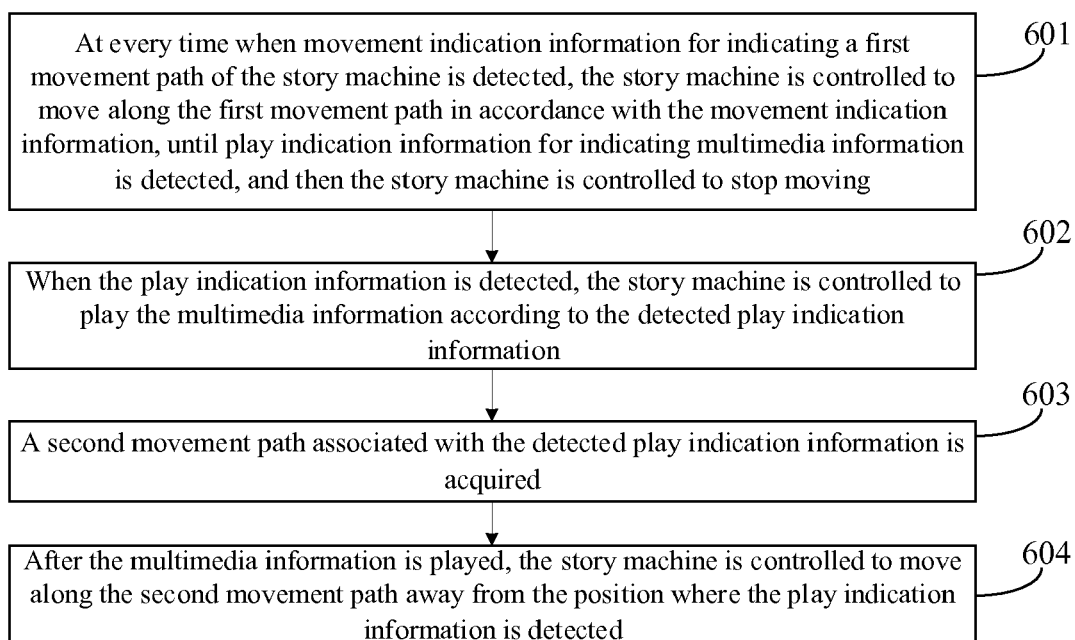 At every time when movement indication information for indicating a first
movement path of the story machine is detected, the story machine is controlled to
move along the first movement path in accordance with the movement indication
information, until play indication information for indicating multimedia information
is detected, and then the story machine is controlled to stop moving
601
When the play indication information is detected, the story machine is controlled to
play the multimedia information according to the detected play indication
information
602
A second movement path associated with the detected play indication information is
acquired
603
After the multimedia information is played, the story machine is controlled to move
along the second movement path away from the position where the play indication
information is detected
604